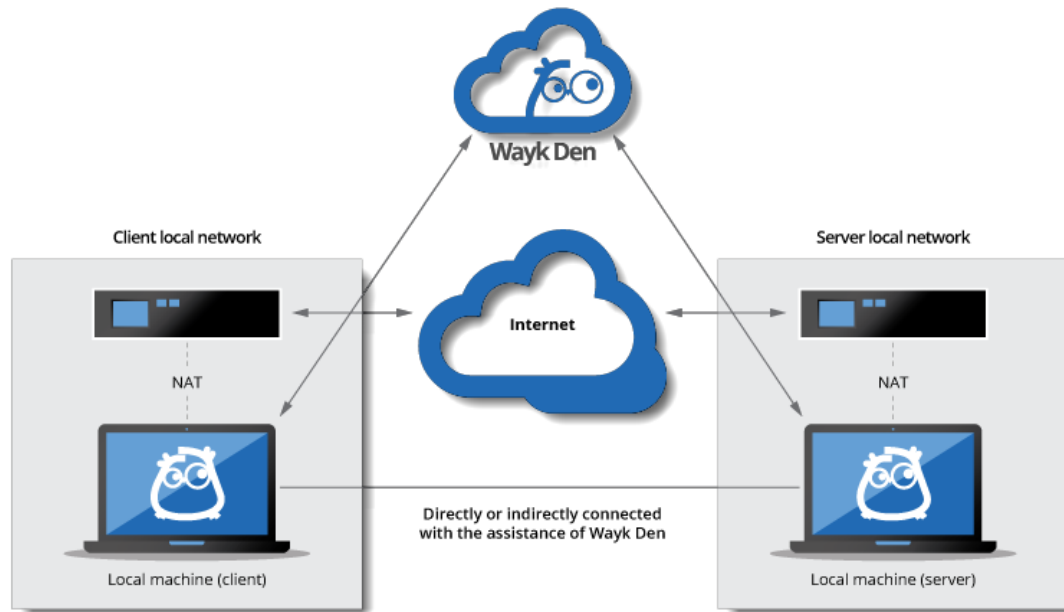 Wayk Den
Client local network
Server local network
Internet
NAT
NAT
Directly or indirectly connected
with the assistance of Wayk Den
Local machine (client)
Local machine (server)